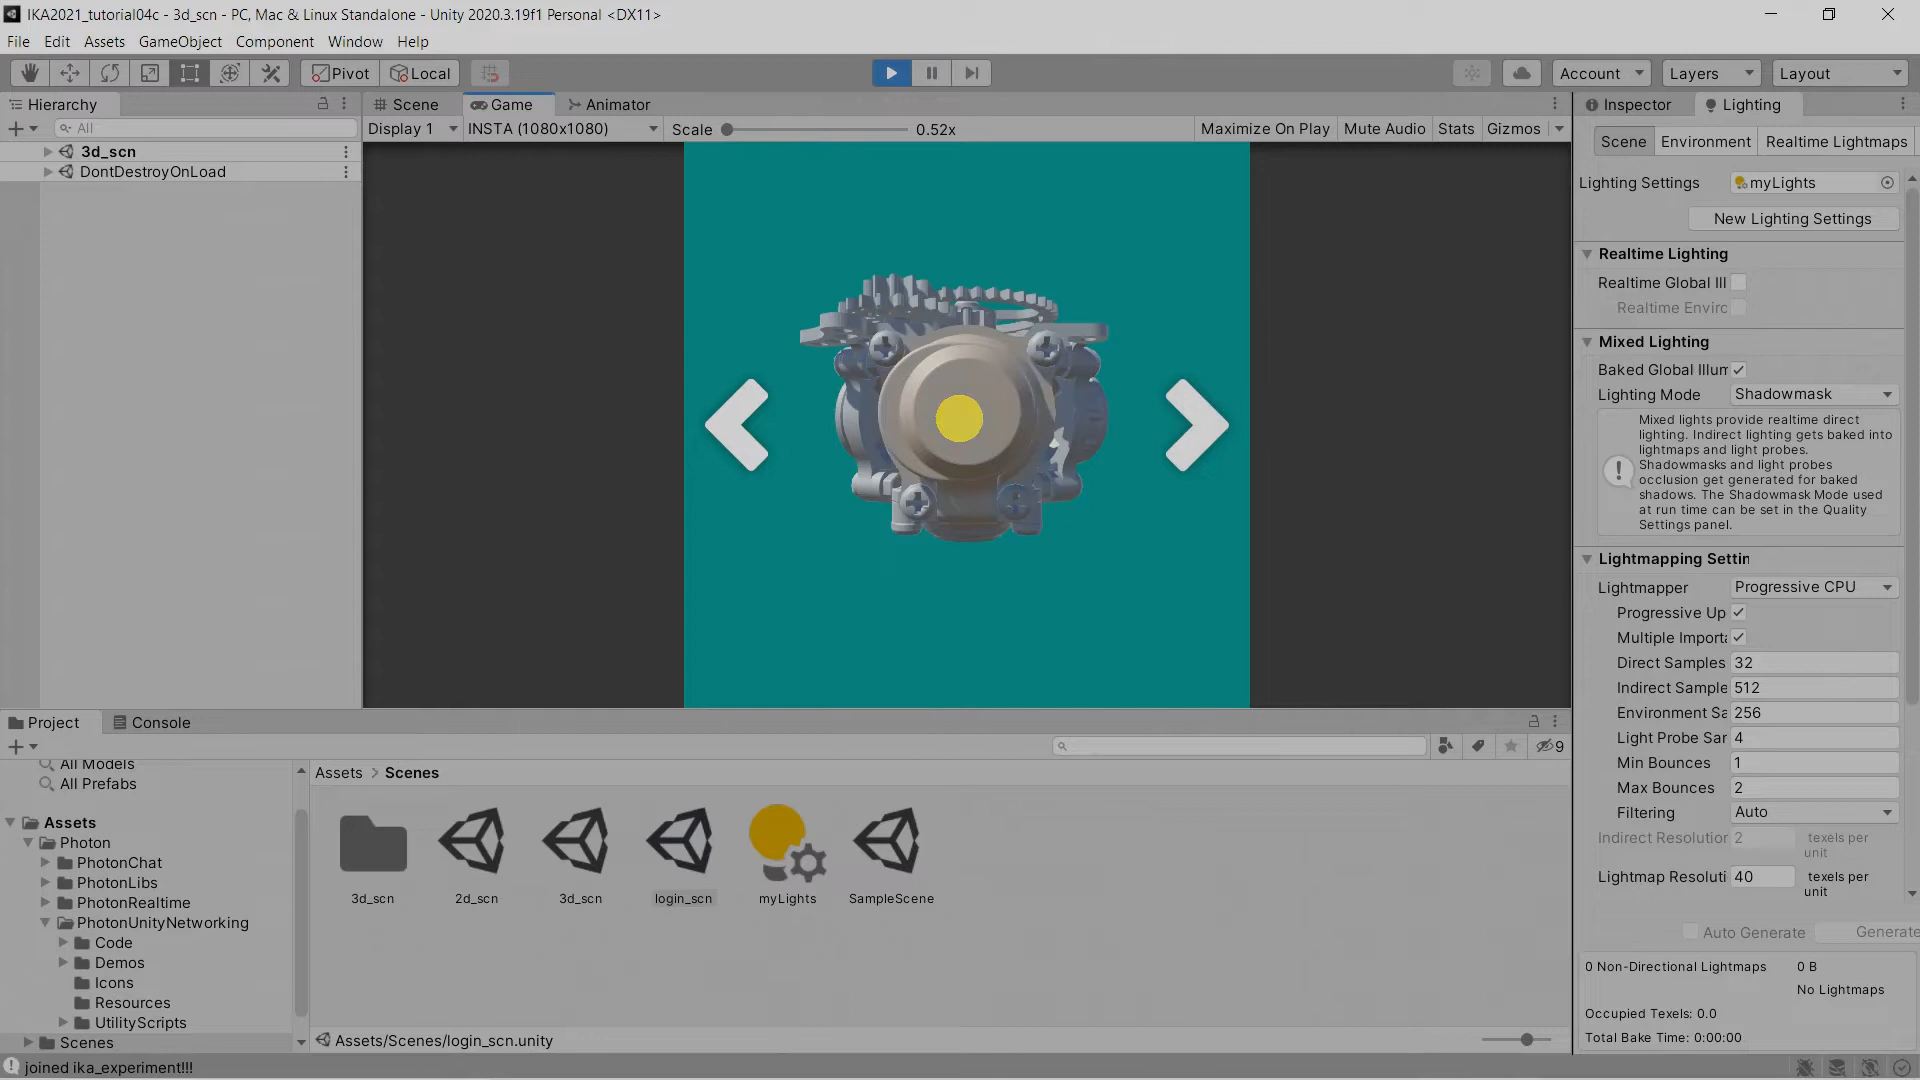 IKA2021_tutorial04c - 3d_scn - PC, Mac & Linux Standalone - Unity 2020.3.19f1 Personal <DX11>
File Edit Assets GameObject Component Window Help
Pivot Local Account Layers Layout
Hierarchy
All
3d_scn
DontDestroyOnLoad
Scene Game Animator
Display 1 INSTA (1080x1080) Scale 0.52x Maximize On Play Mute Audio Stats Gizmos
Inspector Lighting
Scene Environment Realtime Lightmaps
Lighting Settings myLights
New Lighting Settings
Realtime Lighting
Realtime Global Ill
Realtime Enviro
Mixed Lighting
Baked Global Illum
Lighting Mode Shadowmask
Mixed lights provide realtime direct
lighting. Indirect lighting gets baked into
lightmaps and light probes.
Shadowmasks and light probes
occlusion get generated for baked
shadows. The Shadowmask Mode used
at run time can be set in the Quality
Settings panel.
Lightmapping Settin
Lightmapper Progressive CPU
Progressive Up
Multiple Importa
Direct Samples 32
Indirect Sample 512
Environment Sa 256
Light Probe Sar 4
Min Bounces 1
Max Bounces 2
Filtering Auto
Indirect Resolution 2 texels per
unit
Lightmap Resoluti 40 texels per
unit
Auto Generate Generate
0 Non-Directional Lightmaps 0 B
No Lightmaps
Occupied Texels: 0.0
Total Bake Time: 0:00:00
Project Console
9
All Models
All Prefabs
Assets
Photon
PhotonChat
PhotonLibs
PhotonRealtime
PhotonUnityNetworking
Code
Demos
Icons
Resources
UtilityScripts
Scenes
Assets > Scenes
3d_scn 2d_scn 3d_scn login_scn myLights SampleScene
Assets/Scenes/login_scn.unity
joined ika_experiment!!!